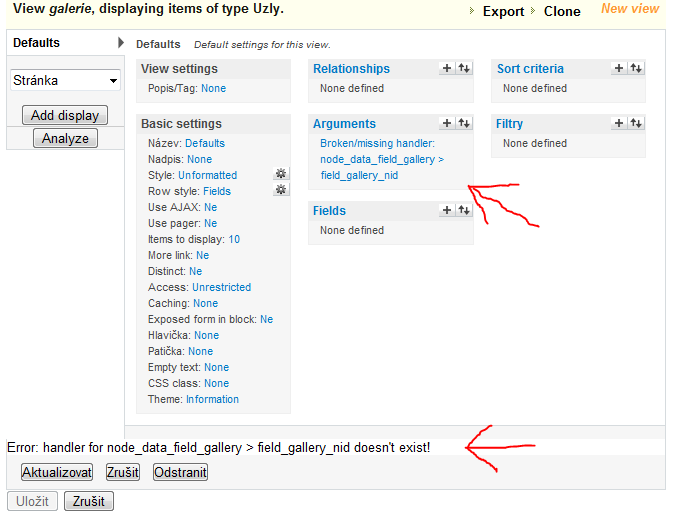 View galerie, displaying items of type Uzly.
Export Clone New view
Defaults
Stránka
Add display
Analyze
Defaults Default settings for this view.
View settings
Popis/Tag: None
Basic settings
Název: Defaults
Nadpis: None
Style: Unformatted
Row style: Fields
Use AJAX: Ne
Use pager: Ne
Items to display: 10
More link: Ne
Distinct: Ne
Access: Unrestricted
Caching: None
Exposed form in block: Ne
Hlavička: None
Patička: None
Empty text: None
CSS class: None
Theme: Information
Relationships
None defined
Arguments
Broken/missing handler:
node_data_field_gallery >
field_gallery_nid
Fields
None defined
Sort criteria
None defined
Filtry
None defined
Error: handler for node_data_field_gallery > field_gallery_nid doesn't exist!
Aktualizovat Zrušit Odstranit
Uložit Zrušit